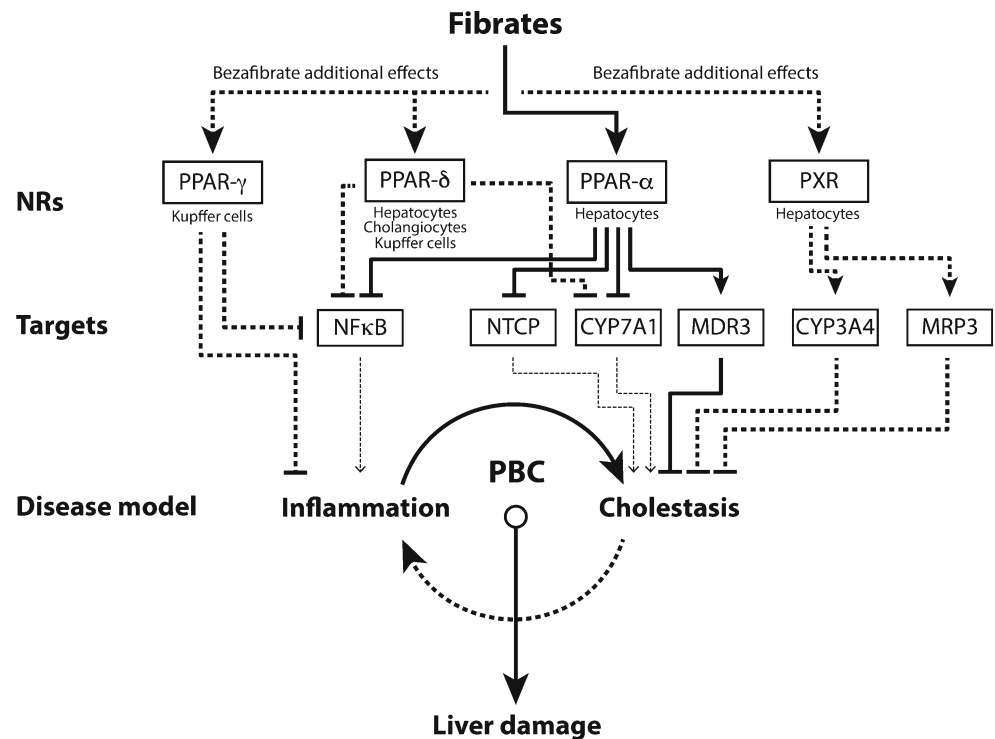 Fibrates
Bezafibrate additional effects
Bezafibrate additional effects
NRs
PPAR-γ
PPAR-δ
PPAR-α
PXR
Kupffer cells
Hepatocytes
Cholangiocytes
Kupffer cells
Hepatocytes
Hepatocytes
Targets
NFκB
NTCP
CYP7A1
MDR3
CYP3A4
MRP3
PBC
Disease model
Inflammation
Cholestasis
Liver damage